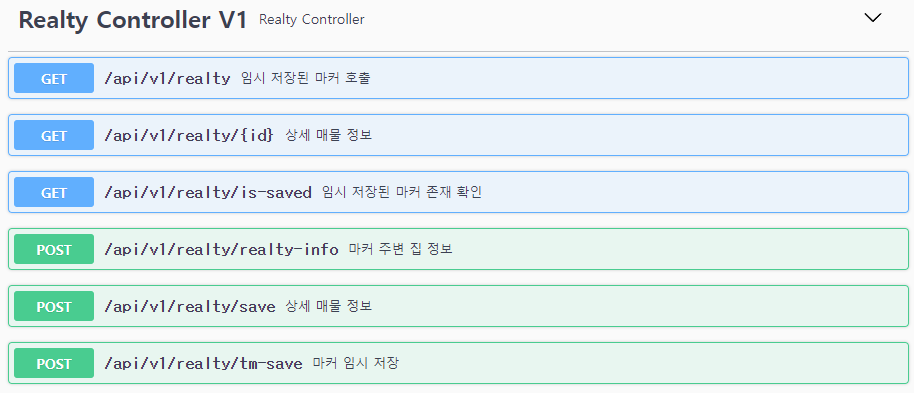 Realty Controller V1 Realty Controller
GET /api/v1/realty 임시 저장된 마커 호출
GET /api/v1/realty/{id} 상세 매물 정보
GET /api/v1/realty/is-saved 임시 저장된 마커 존재 확인
POST /api/v1/realty/realty-info 마커 주변 집 정보
POST /api/v1/realty/save 상세 매물 정보
POST /api/v1/realty/tm-save 마커 임시 저장